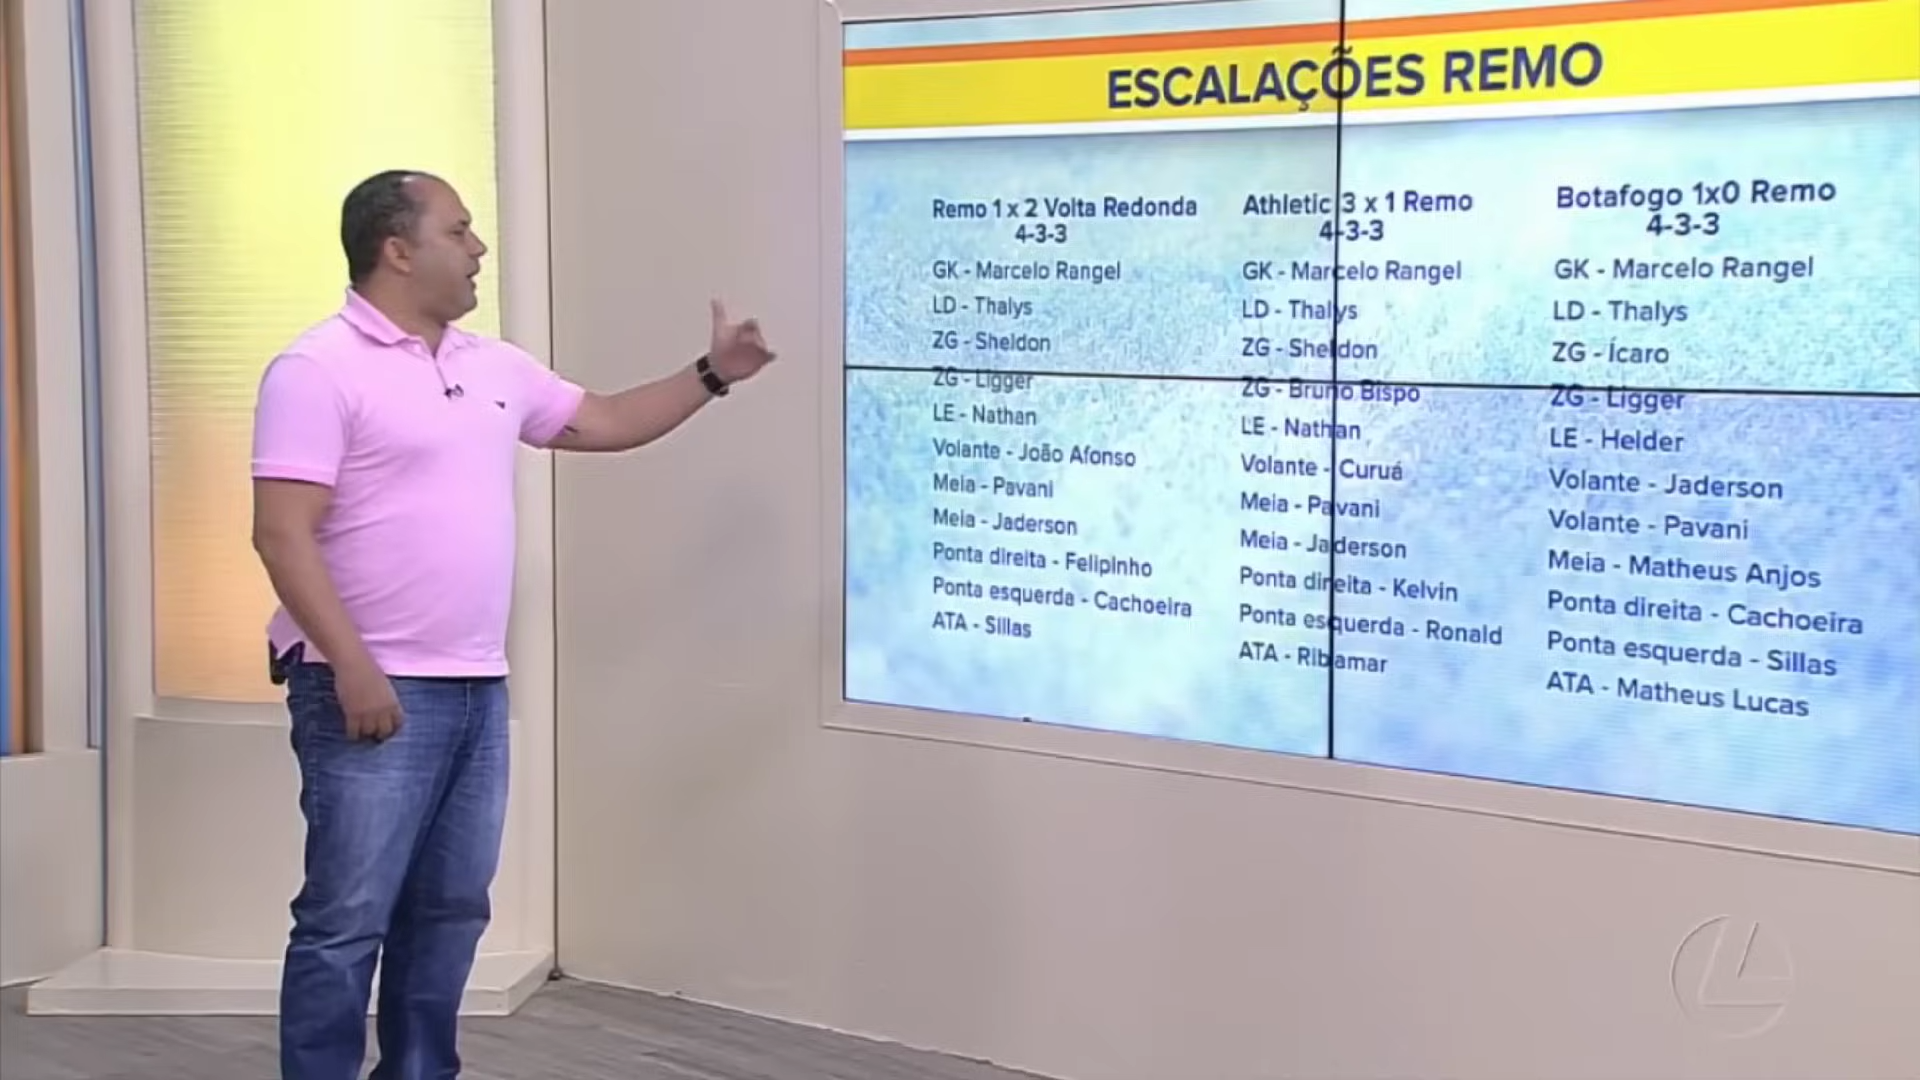 ESCALAÇÕES REMO
Remo 1 x 2 Volta Redonda
4-3-3
GK - Marcelo Rangel
LD - Thalys
ZG - Sheldon
ZG - Ligger
LE - Nathan
Volante - João Afonso
Meia - Pavani
Meia - Jaderson
Ponta direita - Felipinho
Ponta esquerda - Cachoeira
ATA - Sillas
Athletic 3 x 1 Remo
4-3-3
GK - Marcelo Rangel
LD - Thalys
ZG - Sheldon
ZG - Bruno Bispo
LE - Nathan
Volante - Curuá
Meia - Pavani
Meia - Jaderson
Ponta direita - Kelvin
Ponta esquerda - Ronald
ATA - Ribamar
Botafogo 1x0 Remo
4-3-3
GK - Marcelo Rangel
LD - Thalys
ZG - Ícaro
ZG - Ligger
LE - Helder
Volante - Jaderson
Volante - Pavani
Meia - Matheus Anjos
Ponta direita - Cachoeira
Ponta esquerda - Sillas
ATA - Matheus Lucas